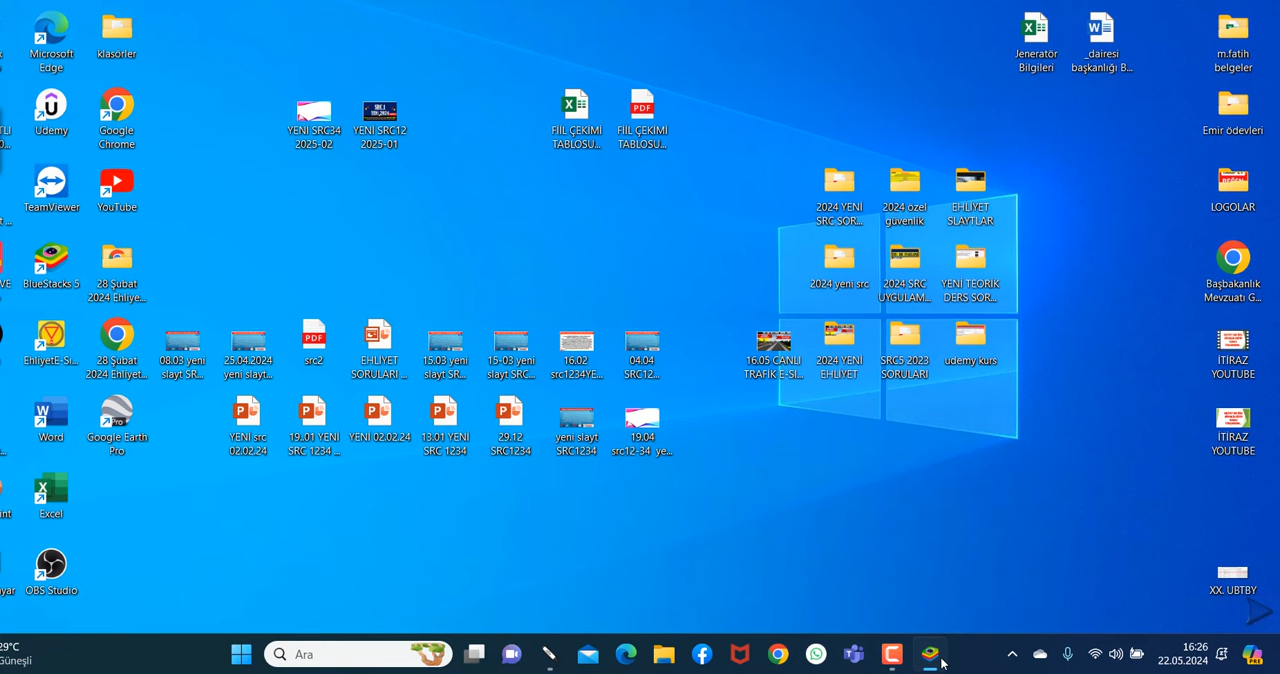 Microsoft
Edge
klasörler
Jeneratör
Bilgileri
_dairesi
başkanlığı B...
m.fatih
belgeler
Udemy
Google
Chrome
YENİ SRC34
2025-02
YENİ SRC12
2025-01
FİİL ÇEKİMİ
TABLOSU...
FİİL ÇEKİMİ
TABLOSU...
Emir ödevleri
TeamViewer
YouTube
2024 YENİ
SRC SOR...
2024 özel
güvenlik
EHLİYET
SLAYTLAR
LOGOLAR
BlueStacks 5
28 Şubat
2024 Ehliye...
2024 yeni src
2024 SRC
UYGULAM...
YENİ TEORİK
DERS SOR...
Başbakanlık
Mevzuatı G...
EhliyetE-Sı...
28 Şubat
2024 Ehliyet...
08.03 yeni
slayt SR...
25.04.2024
yeni slayt...
src2
EHLİYET
SORULARI ...
15.03 yeni
slayt SR...
15-03 yeni
slayt SRC...
16.02
src1234YE...
04.04
SRC12...
16.05 CANLI
TRAFİK E-SI...
2024 YENİ
EHLİYET
SRC5 2023
SORULARI
udemy kurs
İTİRAZ
YOUTUBE
Word
Google Earth
Pro
YENİ src
02.02.24
19..01 YENİ
SRC 1234 ...
YENİ 02.02.24
13.01 YENİ
SRC 1234
29.12
SRC1234
yeni slayt
SRC1234
19.04
src12-34 ye...
İTİRAZ
YOUTUBE
Excel
OBS Studio
XX. UBTBY
29°C
Güneşli
Ara
16:26
22.05.2024